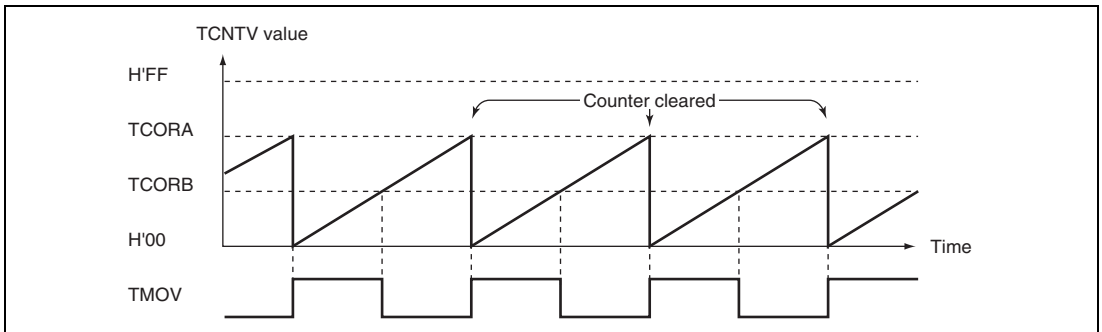 TCNTV value
H'FF
Counter cleared
TCORA
TCORB
H'00
Time
TMOV